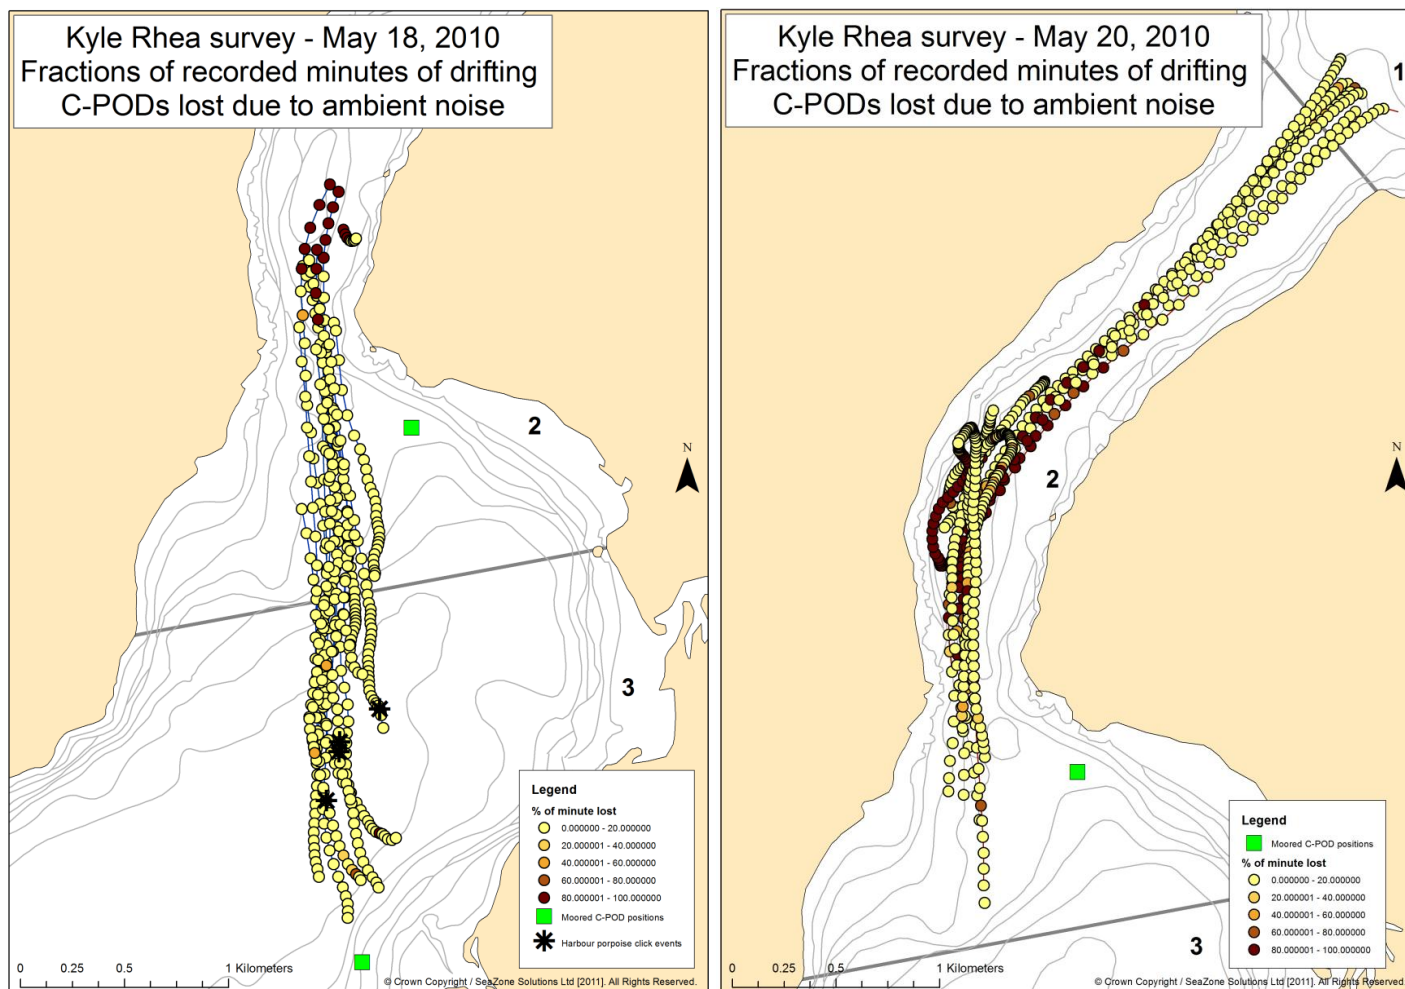 Kyle Rhea survey - May 18, 2010
Fractions of recorded minutes of drifting
C-PODs lost due to ambient noise
2
N
3
Legend
% of minute lost
0.000000 - 20.000000
20.000001 - 40.000000
40.000001 - 60.000000
60.000001 - 80.000000
80.000001 - 100.000000
Moored C-POD positions
Harbour porpoise click events
0 0.25 0.5 1 Kilometers
© Crown Copyright / SeaZone Solutions Ltd [2011]. All Rights Reserved.
Kyle Rhea survey - May 20, 2010
Fractions of recorded minutes of drifting
C-PODs lost due to ambient noise
1
2
N
3
Legend
Moored C-POD positions
% of minute lost
0.000000 - 20.000000
20.000001 - 40.000000
40.000001 - 60.000000
60.000001 - 80.000000
80.000001 - 100.000000
0 0.25 0.5 1 Kilometers
© Crown Copyright / SeaZone Solutions Ltd [2011]. All Rights Reserved.